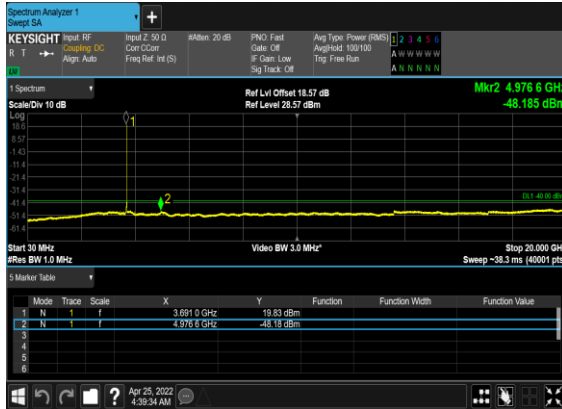 Spectrum Analyzer 1
Swept SA
KEYSIGHT
R T
LU
Input: RF
Coupling: DC
Align: Auto
Input Z: 50 Ω
Corr CCorr
Freq Ref: Int (S)
#Atten: 20 dB
PNO: Fast
Gate: Off
IF Gain: Low
Sig Track: Off
Avg Type: Power (RMS)
Avg|Hold: 100/100
Trig: Free Run
1 2 3 4 5 6
A W W W W W
A N N N N N
1 Spectrum
Scale/Div 10 dB
Ref Lvl Offset 18.57 dB
Ref Level 28.57 dBm
Mkr2 4.976 6 GHz
-48.185 dBm
Log
18.6
8.57
-1.43
-11.4
-21.4
-31.4
-41.4
-51.4
-61.4
1
2
DL1 -40.00 dBm
Start 30 MHz
#Res BW 1.0 MHz
Video BW 3.0 MHz*
Stop 20.000 GHz
Sweep ~38.3 ms (40001 pts)
5 Marker Table
Mode Trace Scale X Y Function Function Width Function Value
1 N 1 f 3.691 0 GHz 19.83 dBm
2 N 1 f 4.976 6 GHz -48.18 dBm
3
4
5
6
?
Apr 25, 2022
4:39:34 AM